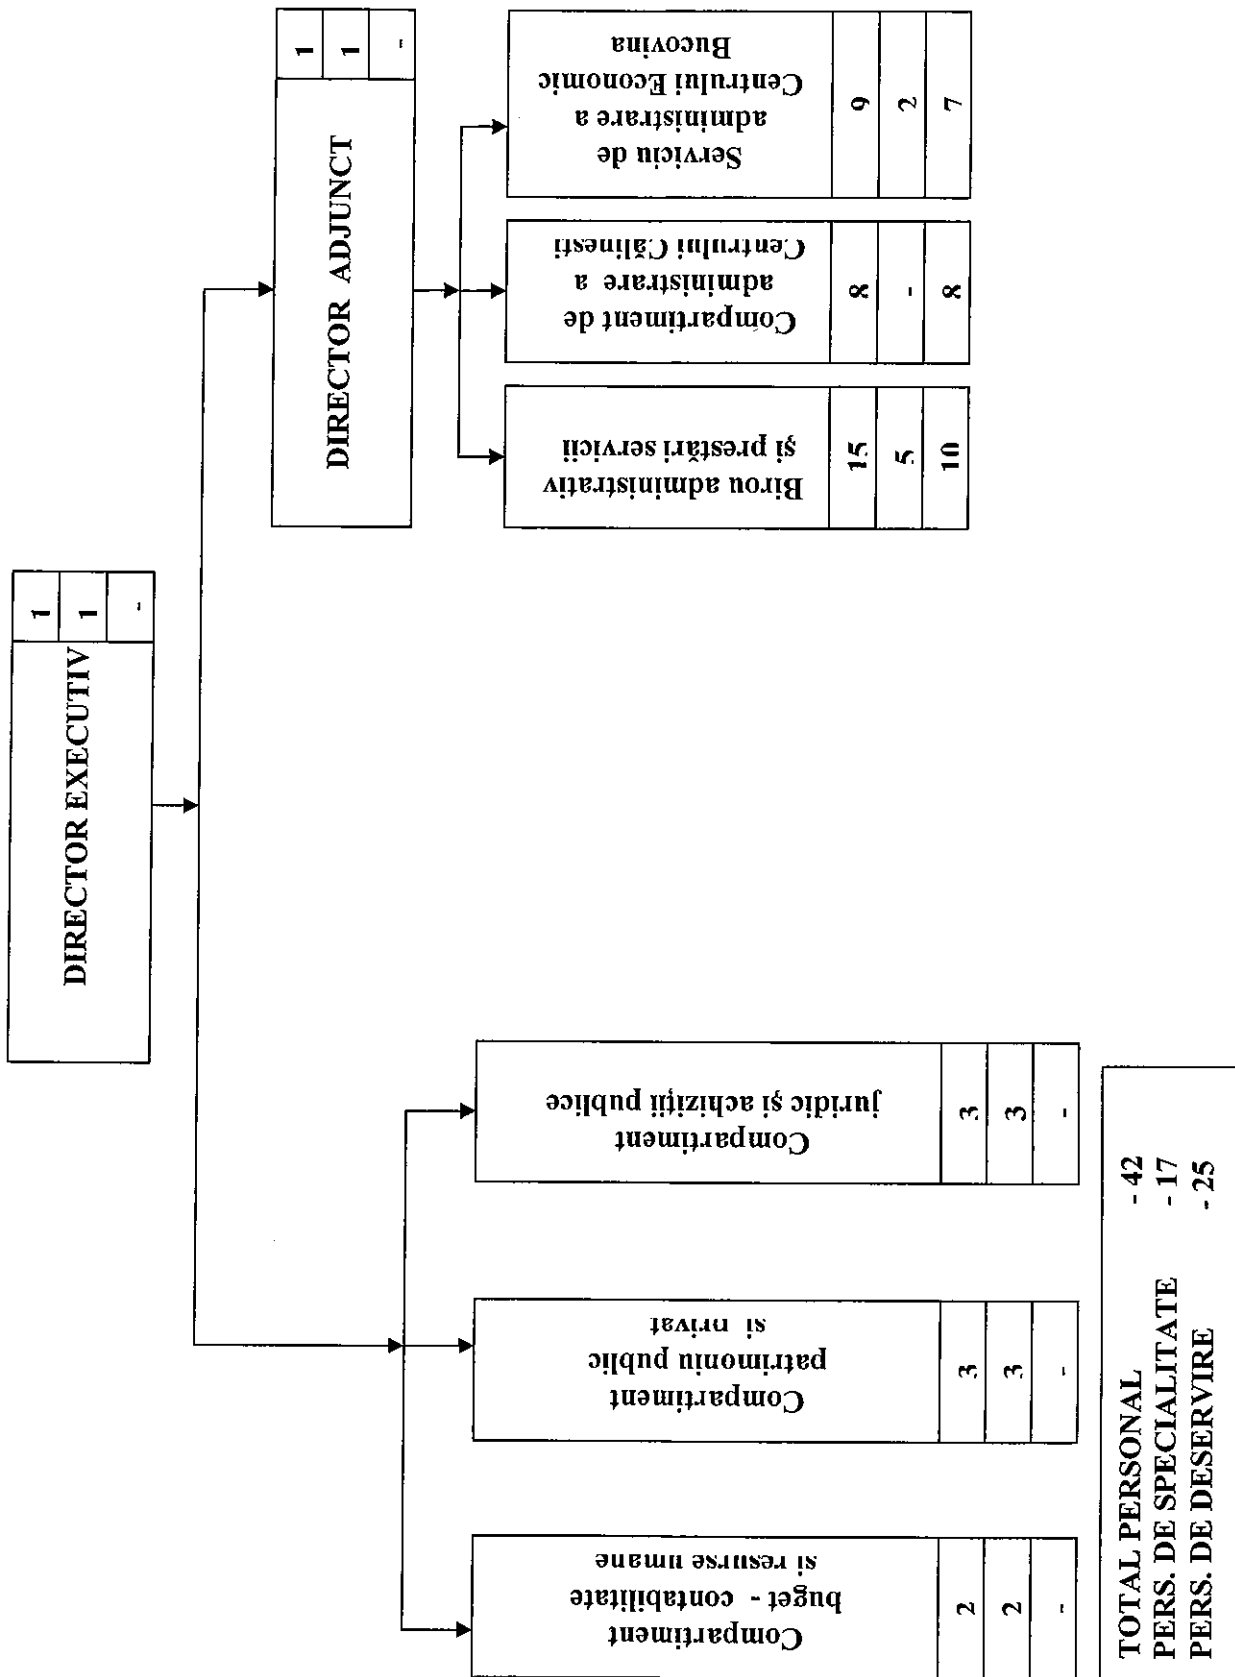 DIRECTOR EXECUTIV
1
1
-
DIRECTOR ADJUNCT
1
1
-
Compartiment
buget - contabilitate
si resurse umane
2
2
-
Compartiment
patrimoniu public
si privat
3
3
-
Compartiment
juridic şi achiziţii publice
3
3
-
Birou administrativ
şi prestări servicii
15
5
10
Compartiment de
administrare a
Centrului Călinesti
8
-
8
Serviciu de
administrare a
Centrului Economic
Bucovina
9
2
7
TOTAL PERSONAL - 42
PERS. DE SPECIALITATE - 17
PERS. DE DESERVIRE - 25